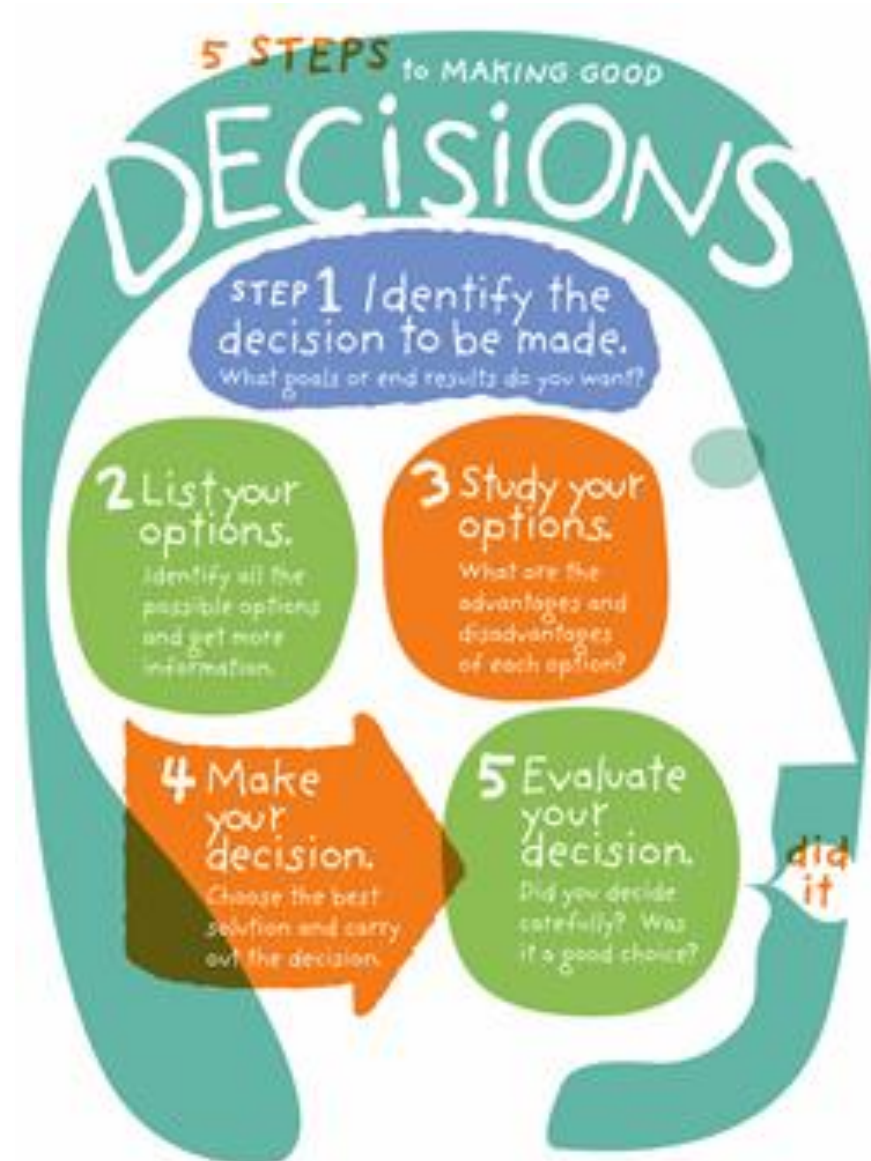 5 STEPS to MAKING GOOD
DECISIONS
STEP 1 Identify the
decision to be made.
What goals or end results do you want?
2 List your
options.
Identify all the
possible options
and get more
information.
3 Study your
options.
What are the
advantages and
disadvantages
of each option?
4 Make
your
decision.
Choose the best
solution and carry
out the decision.
5 Evaluate
your
decision.
Did you decide
carefully? Was
it a good choice?
did
it